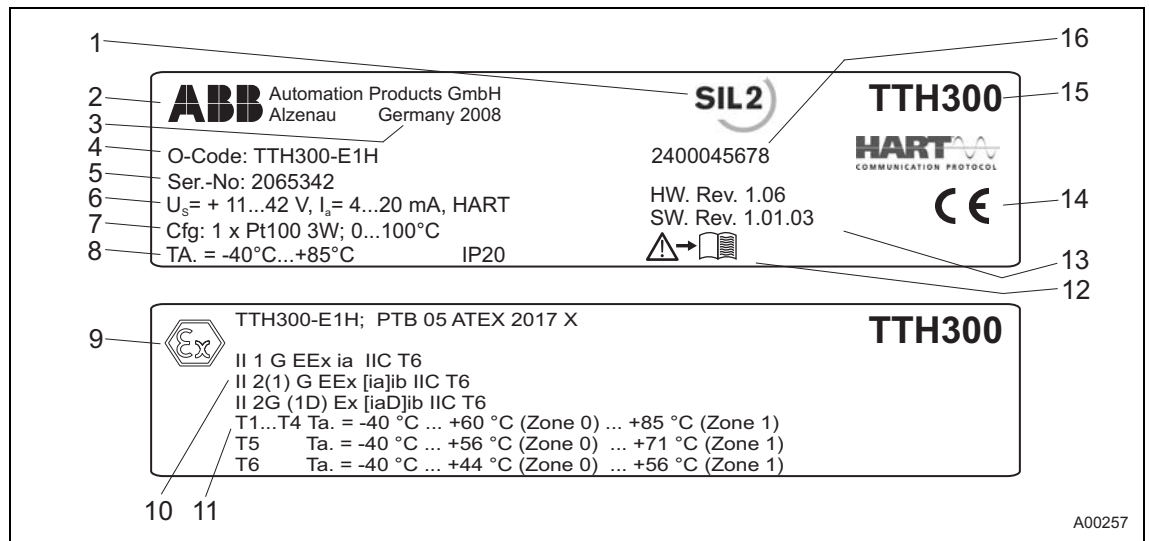 1
16
2
ABB Automation Products GmbH
Alzenau Germany 2008
SIL2
TTH300
15
3
4
O-Code: TTH300-E1H
2400045678
HART
COMMUNICATION PROTOCOL
5
Ser.-No: 2065342
6
Us= + 11...42 V, Ia= 4...20 mA, HART
HW. Rev. 1.06
SW. Rev. 1.01.03
CE
14
7
Cfg: 1 x Pt100 3W; 0...100°C
8
TA. = -40°C...+85°C IP20
13
12
9
Ex
TTH300-E1H; PTB 05 ATEX 2017 X
TTH300
II 1 G EEx ia IIC T6
II 2(1) G EEx [ia]ib IIC T6
II 2G (1D) Ex [iaD]ib IIC T6
T1...T4 Ta. = -40 °C ... +60 °C (Zone 0) ... +85 °C (Zone 1)
T5 Ta. = -40 °C ... +56 °C (Zone 0) ... +71 °C (Zone 1)
T6 Ta. = -40 °C ... +44 °C (Zone 0) ... +56 °C (Zone 1)
10 11
A00257